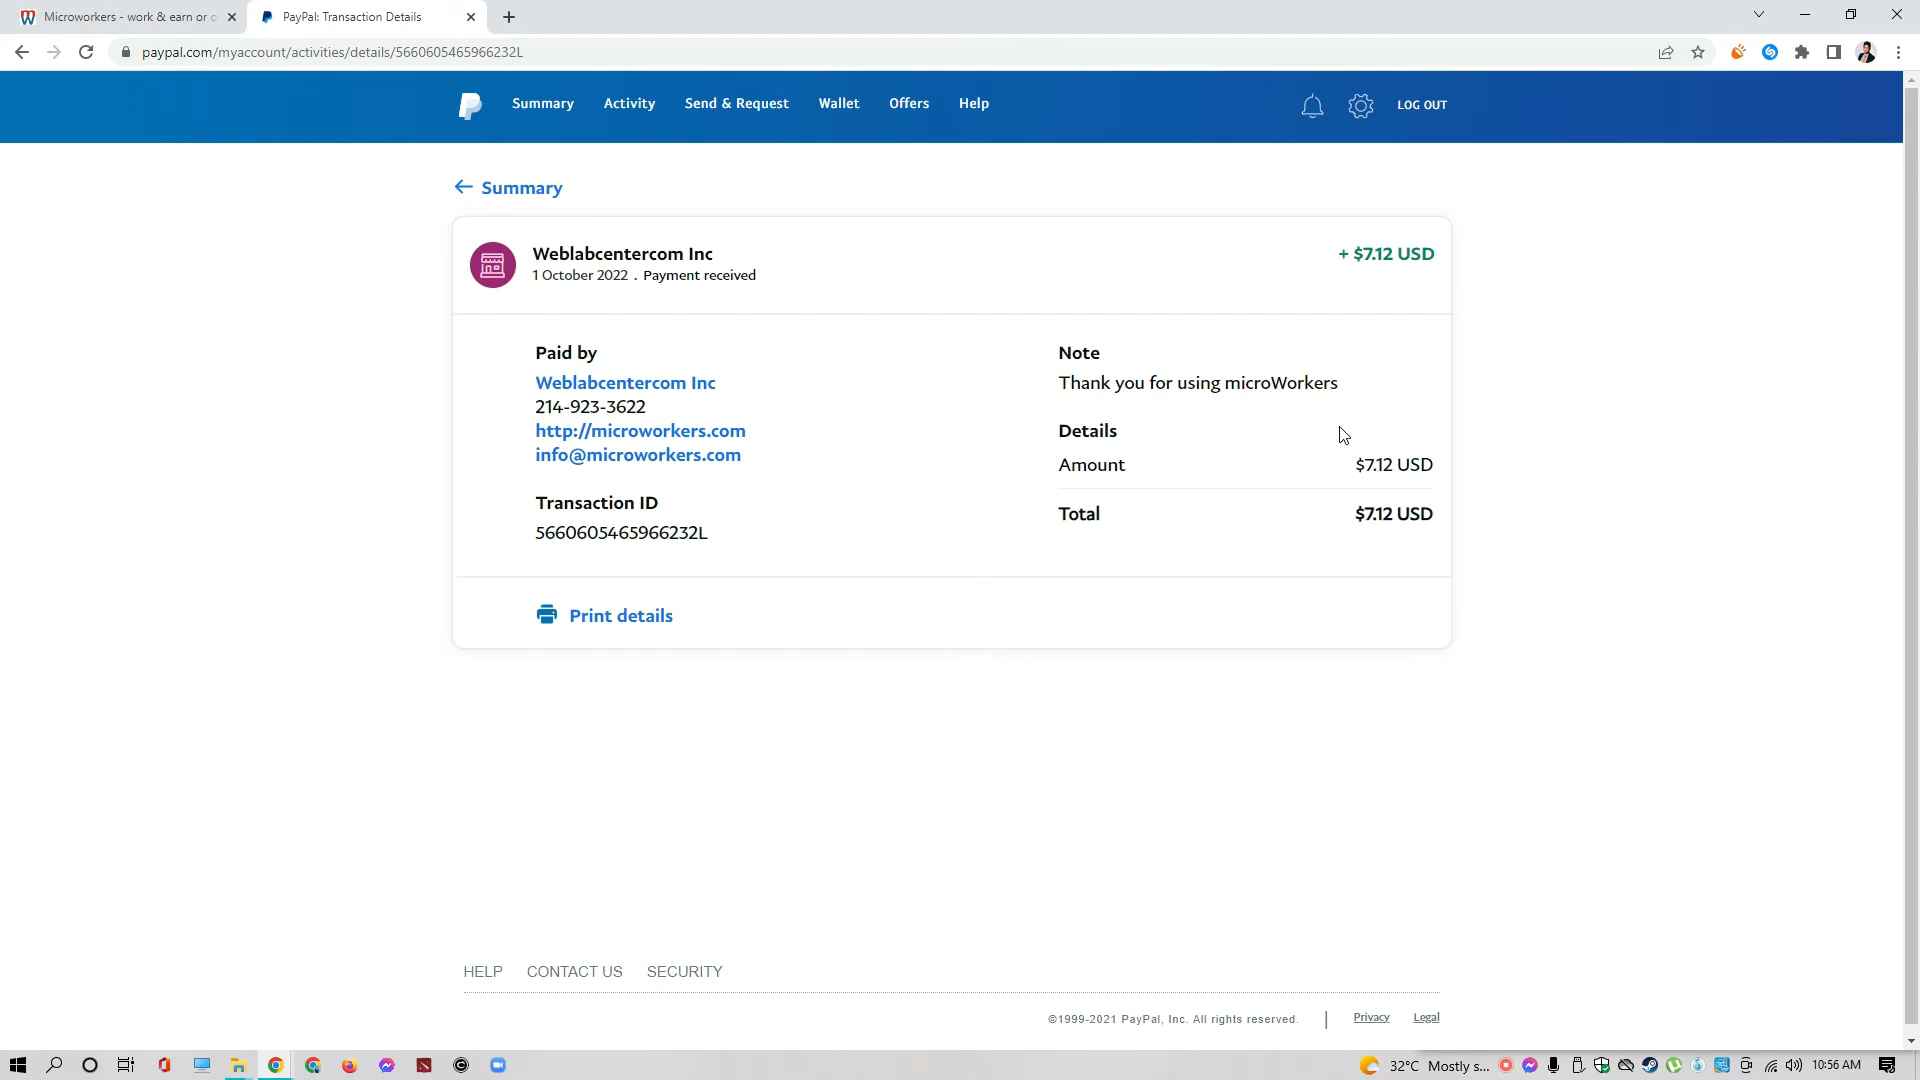 Microworkers - work & earn or o
PayPal: Transaction Details
paypal.com/myaccount/activities/details/5660605465966232L
Summary
Activity
Send & Request
Wallet
Offers
Help
LOG OUT
Summary
Weblabcentercom Inc
+ $7.12 USD
1 October 2022 . Payment received
Paid by
Weblabcentercom Inc
214-923-3622
http://microworkers.com
info@microworkers.com
Transaction ID
5660605465966232L
Note
Thank you for using microWorkers
Details
Amount $7.12 USD
Total $7.12 USD
Print details
HELP CONTACT US SECURITY
©1999-2021 PayPal, Inc. All rights reserved. | Privacy Legal
32°C Mostly s... 10:56 AM